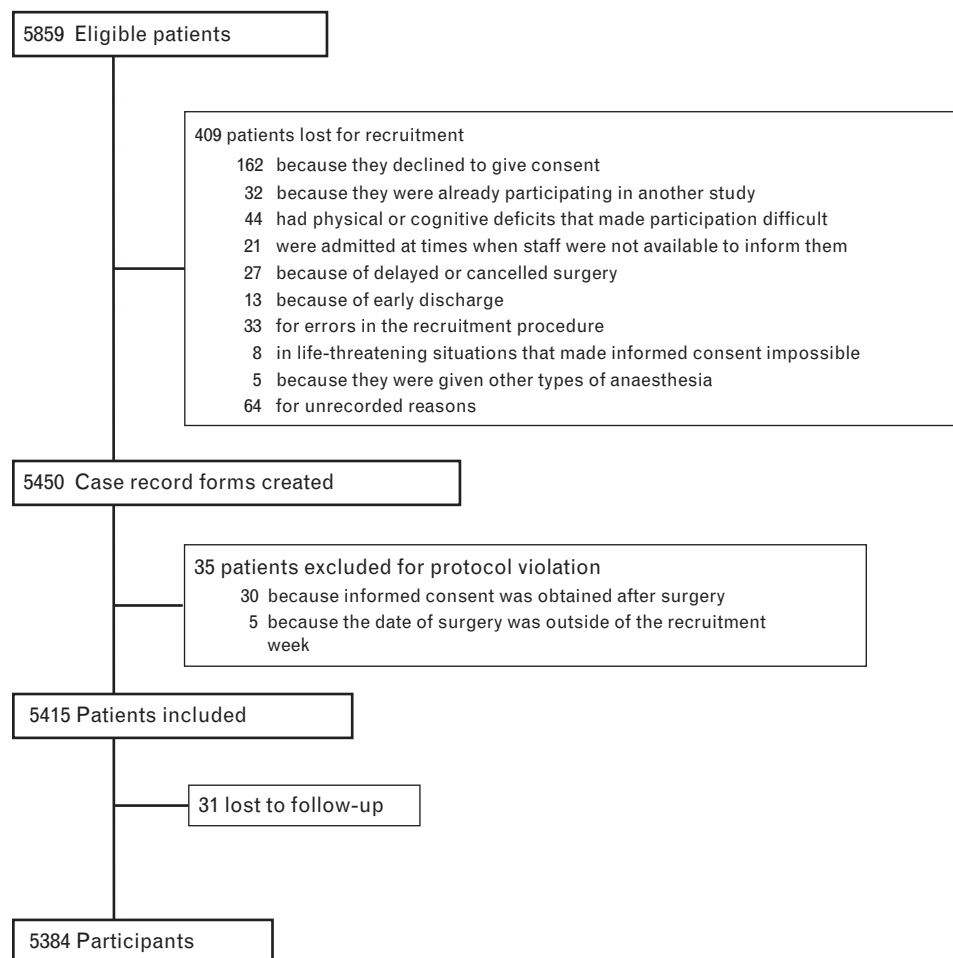 5859 Eligible patients
409 patients lost for recruitment
162 because they declined to give consent
32 because they were already participating in another study
44 had physical or cognitive deficits that made participation difficult
21 were admitted at times when staff were not available to inform them
27 because of delayed or cancelled surgery
13 because of early discharge
33 for errors in the recruitment procedure
8 in life-threatening situations that made informed consent impossible
5 because they were given other types of anaesthesia
64 for unrecorded reasons
5450 Case record forms created
35 patients excluded for protocol violation
30 because informed consent was obtained after surgery
5 because the date of surgery was outside of the recruitment
week
5415 Patients included
31 lost to follow-up
5384 Participants